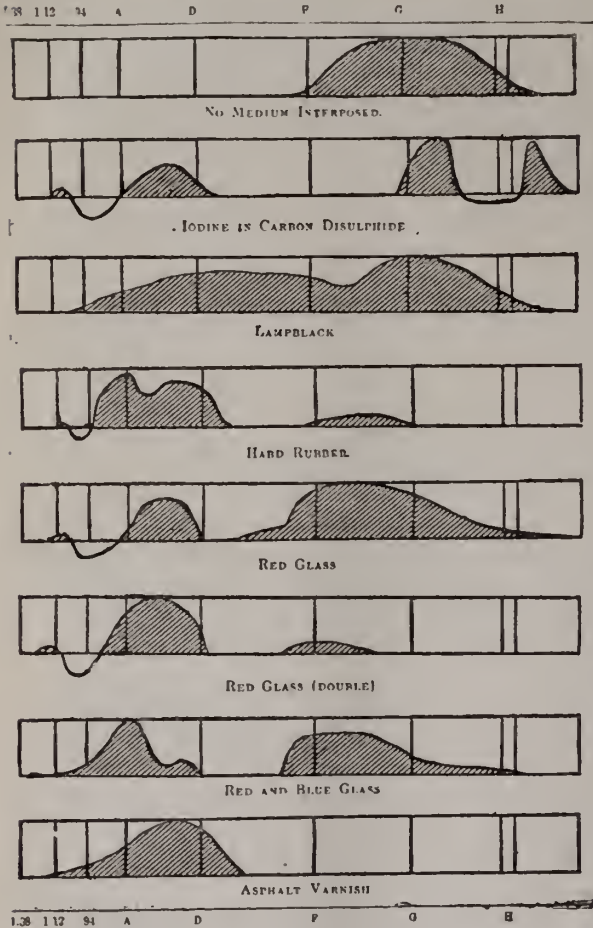 1.38 1 12 .94 A D F G H
NO MEDIUM INTERPOSED.
IODINE IN CARBON DISULPHIDE
LAMPBLACK
HARD RUBBER
RED GLASS
RED GLASS (DOUBLE)
RED AND BLUE GLASS
ASPHALT VARNISH
1.38 1 12 .94 A D F G H